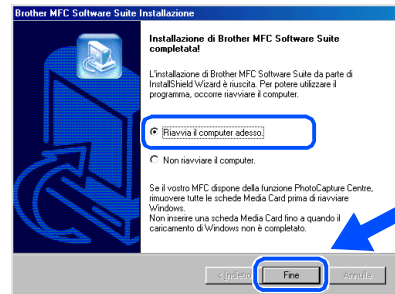 Brother MFC Software Suite Installazione
Installazione di Brother MFC Software Suite
completata!
L'installazione di Brother MFC Software Suite da parte di
InstallShield Wizard è riuscita. Per potere utilizzare il
programma, occorre riavviare il computer.
Riavvia il computer adesso.
Non riavviare il computer.
Se il vostro MFC dispone della funzione PhotoCapture Centre,
rimuovere tutte le schede Media Card prima di riavviare
Windows.
Non inserire una scheda Media Card fino a quando il
caricamento di Windows non è completato.
< Indietro Fine Annulla